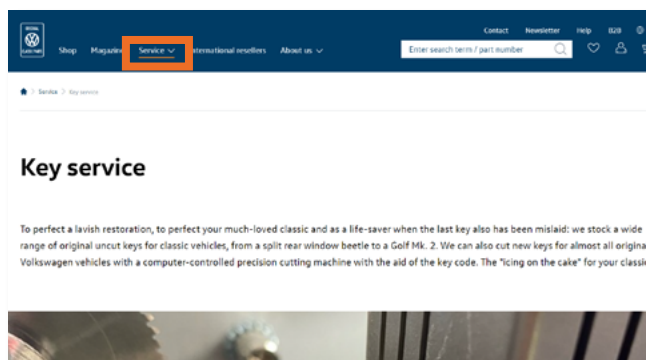 Contact Newsletter Help B2B
Shop Magazine Service International resellers About us
Enter search term / part number
Service > Key service
Key service
To perfect a lavish restoration, to perfect your much-loved classic and as a life-saver when the last key also has been mislaid: we stock a wide
range of original uncut keys for classic vehicles, from a split rear window beetle to a Golf Mk. 2. We can also cut new keys for almost all origina
Volkswagen vehicles with a computer-controlled precision cutting machine with the aid of the key code. The "icing on the cake" for your classi